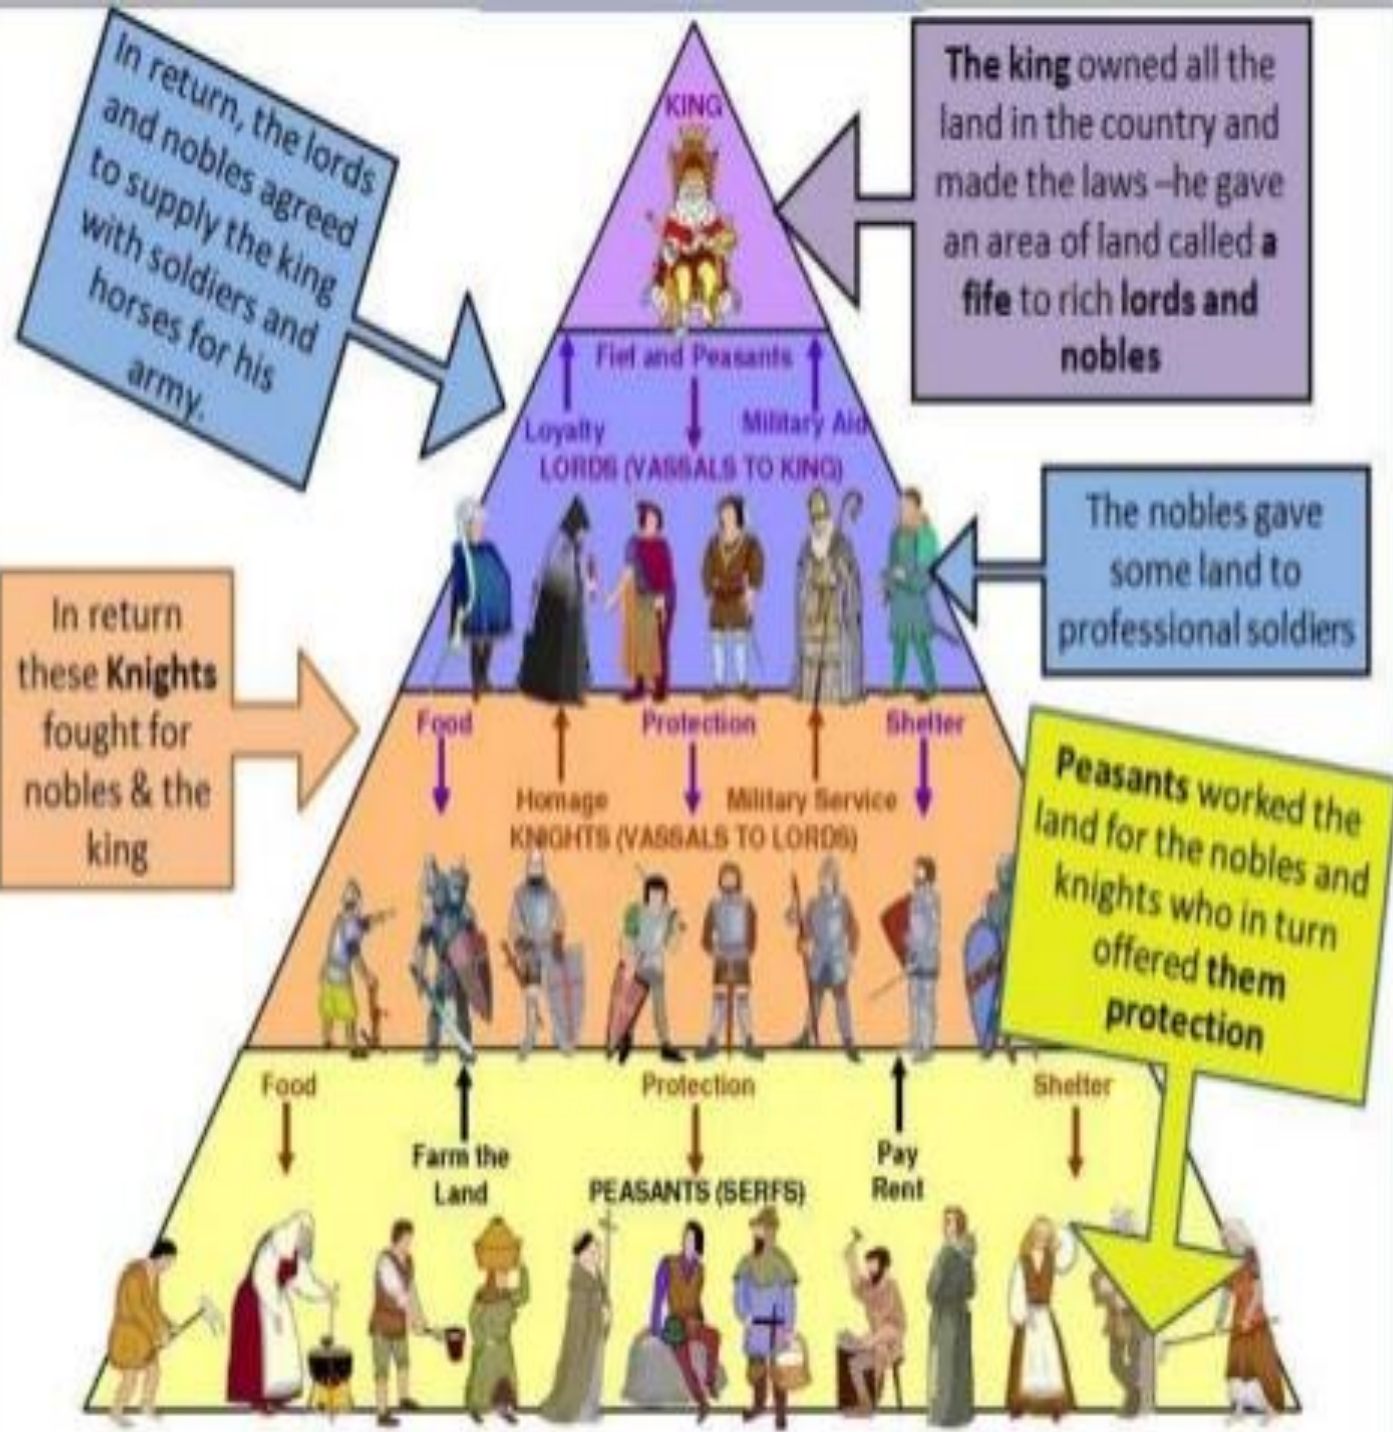 In return, the lords
and nobles agreed
to supply the king
with soldiers and
horses for his
army.
The king owned all the
land in the country and
made the laws –he gave
an area of land called a
fife to rich lords and
nobles
KING
Fief and Peasants
Loyalty
Military Aid
LORDS (VASSALS TO KING)
The nobles gave
some land to
professional soldiers
In return
these Knights
fought for
nobles & the
king
Food Protection Shelter
Homage Military Service
KNIGHTS (VASSALS TO LORDS)
Peasants worked the
land for the nobles and
knights who in turn
offered them
protection
Food Protection Shelter
Farm the
Land
Pay
Rent
PEASANTS (SERFS)